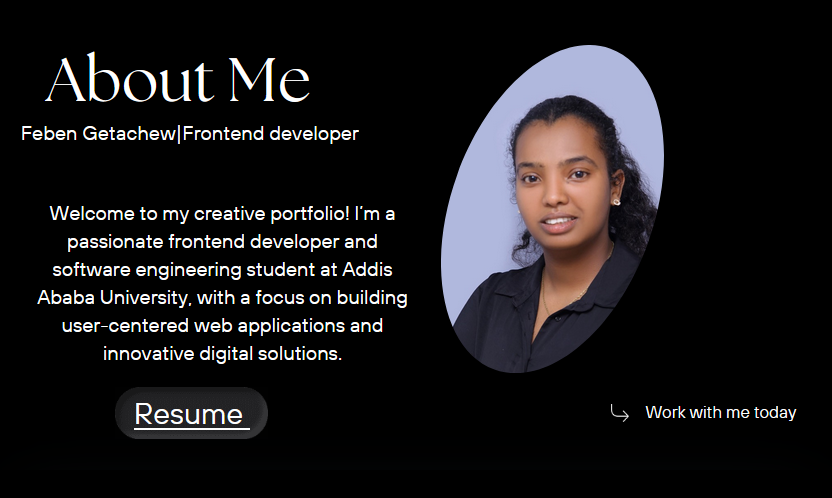 About Me
Feben Getachew|Frontend developer
Welcome to my creative portfolio! I'm a
passionate frontend developer and
software engineering student at Addis
Ababa University, with a focus on building
user-centered web applications and
innovative digital solutions.
Resume
Work with me today